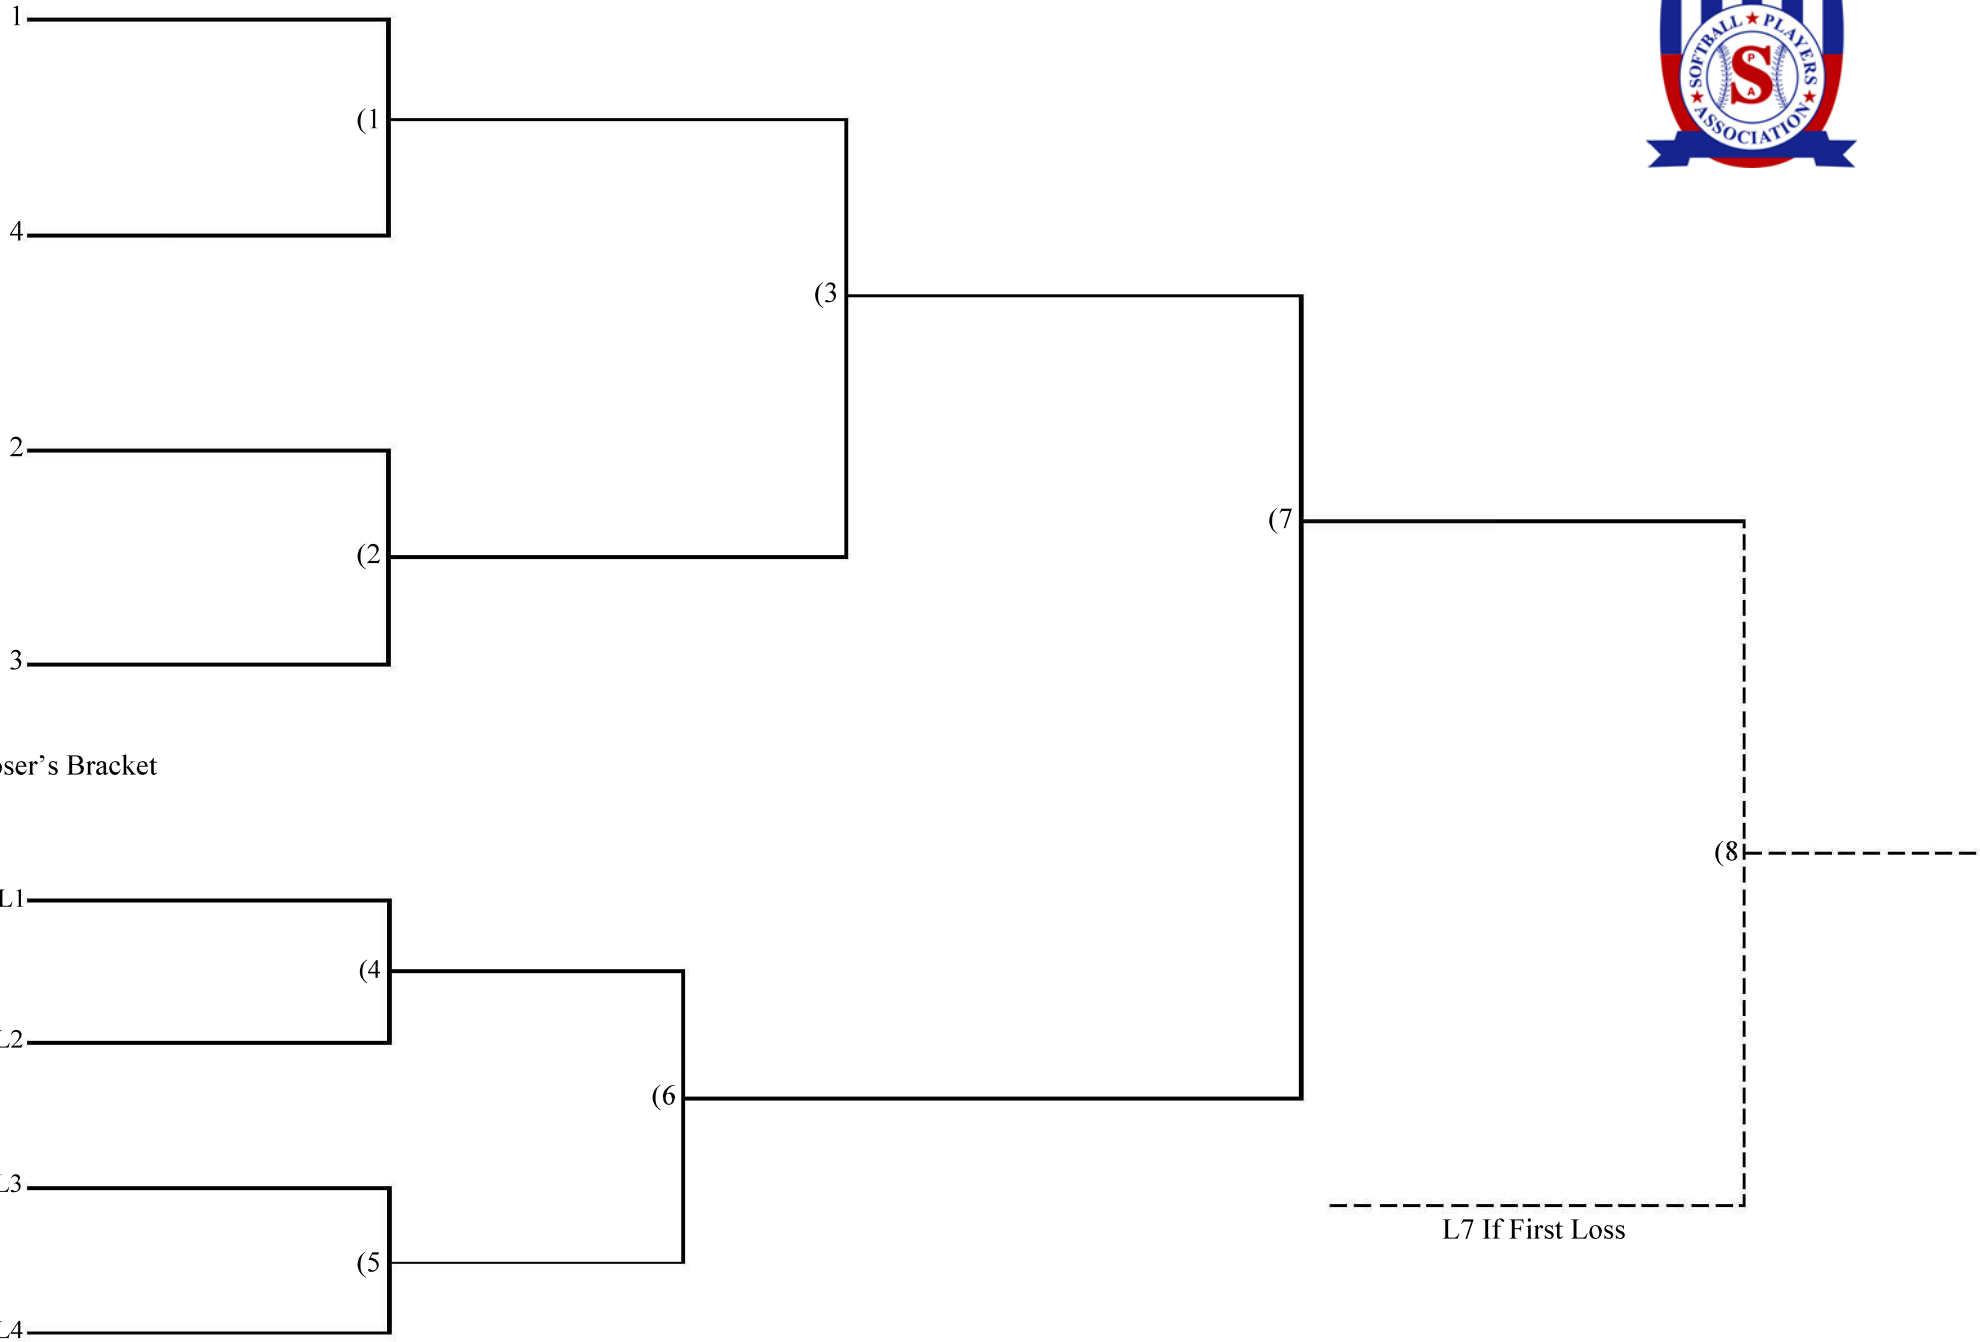 1
SOFTBALL ★ PLAYERS ★ ASSOCIATION ★
P
S
A
(1
4
(3
2
(7
(2
3
oser’s Bracket
(8
L1
(4
L2
(6
L3
L7 If First Loss
(5
L4